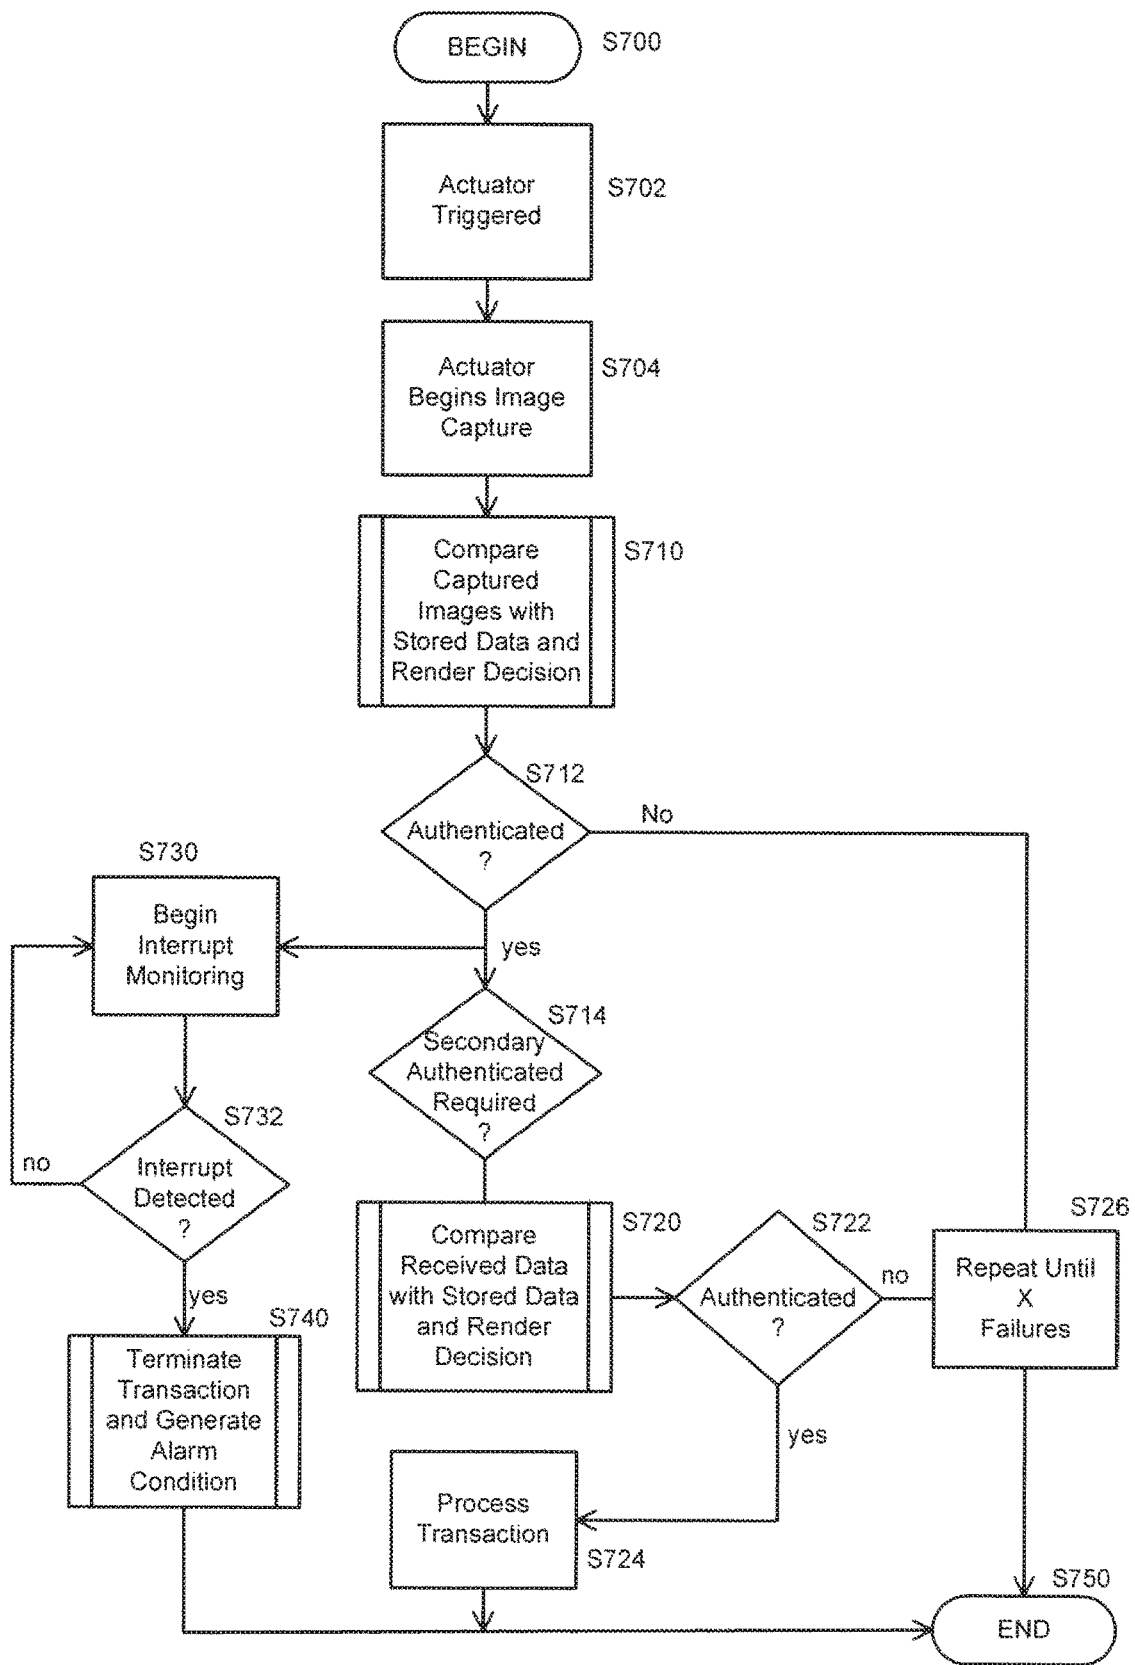 BEGIN
S700
Actuator
Triggered
S702
Actuator
Begins Image
Capture
S704
Compare
Captured
Images with
Stored Data and
Render Decision
S710
S712
Authenticated
?
No
yes
S730
Begin
Interrupt
Monitoring
S714
Secondary
Authenticated
Required
?
S732
Interrupt
Detected
?
no
yes
S720
Compare
Received Data
with Stored Data
and Render
Decision
S722
Authenticated
?
no
yes
S726
Repeat Until
X
Failures
S740
Terminate
Transaction
and Generate
Alarm
Condition
Process
Transaction
S724
S750
END